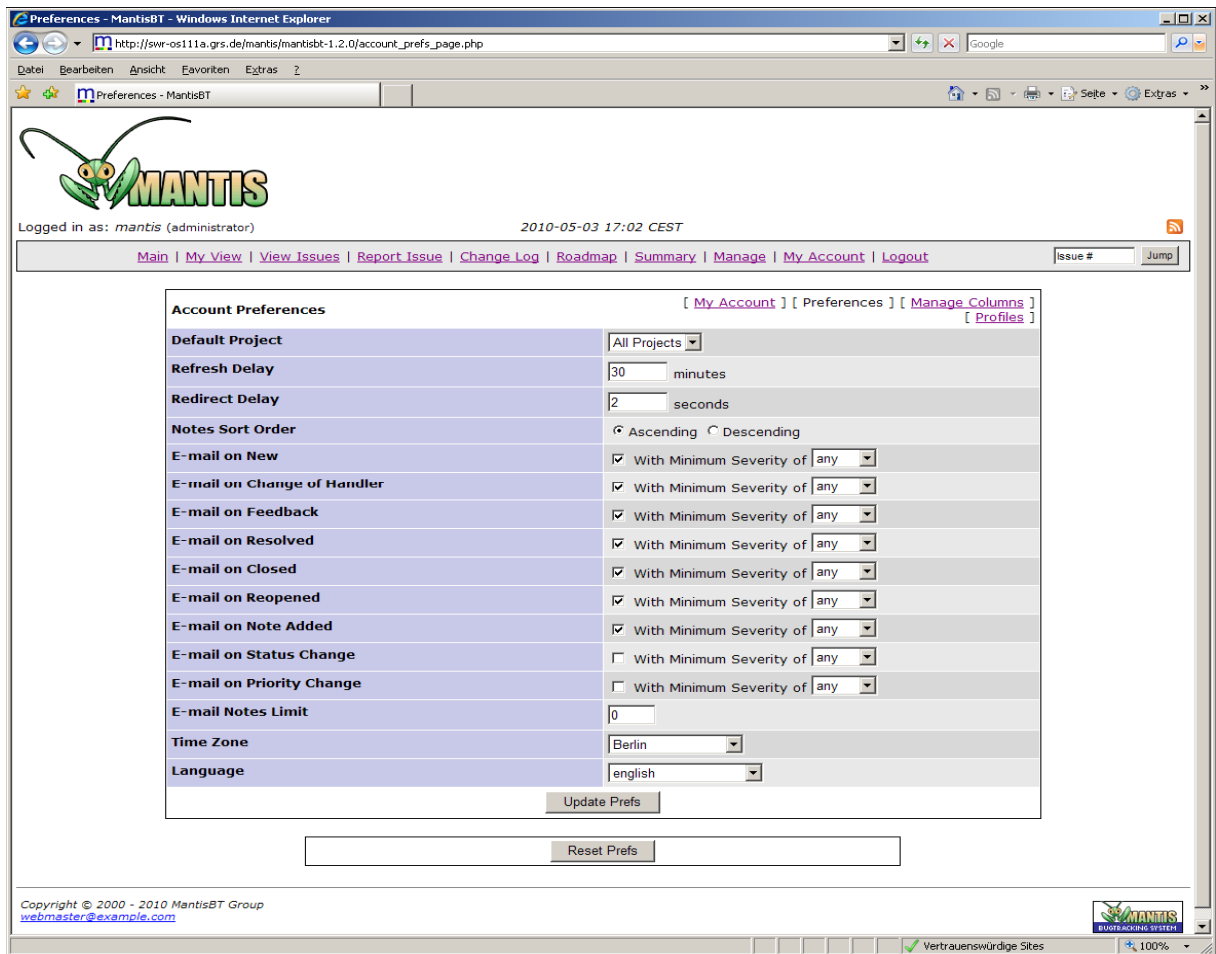 Preferences - MantisBT - Windows Internet Explorer
http://swr-os111a.grs.de/mantis/mantisbt-1.2.0/account_prefs_page.php
Google
Datei Bearbeiten Ansicht Favoriten Extras ?
Preferences - MantisBT
Seite Extras »
MANTIS
Logged in as: mantis (administrator) 2010-05-03 17:02 CEST
Main | My View | View Issues | Report Issue | Change Log | Roadmap | Summary | Manage | My Account | Logout
Issue # Jump
Account Preferences [ My Account ] [ Preferences ] [ Manage Columns ]
[ Profiles ]
Default Project All Projects
Refresh Delay 30 minutes
Redirect Delay 2 seconds
Notes Sort Order Ascending Descending
E-mail on New With Minimum Severity of any
E-mail on Change of Handler With Minimum Severity of any
E-mail on Feedback With Minimum Severity of any
E-mail on Resolved With Minimum Severity of any
E-mail on Closed With Minimum Severity of any
E-mail on Reopened With Minimum Severity of any
E-mail on Note Added With Minimum Severity of any
E-mail on Status Change With Minimum Severity of any
E-mail on Priority Change With Minimum Severity of any
E-mail Notes Limit 0
Time Zone Berlin
Language english
Update Prefs
Reset Prefs
Copyright © 2000 - 2010 MantisBT Group
webmaster@example.com
MANTIS
BUGTRACKING SYSTEM
Vertrauenswürdige Sites 100%